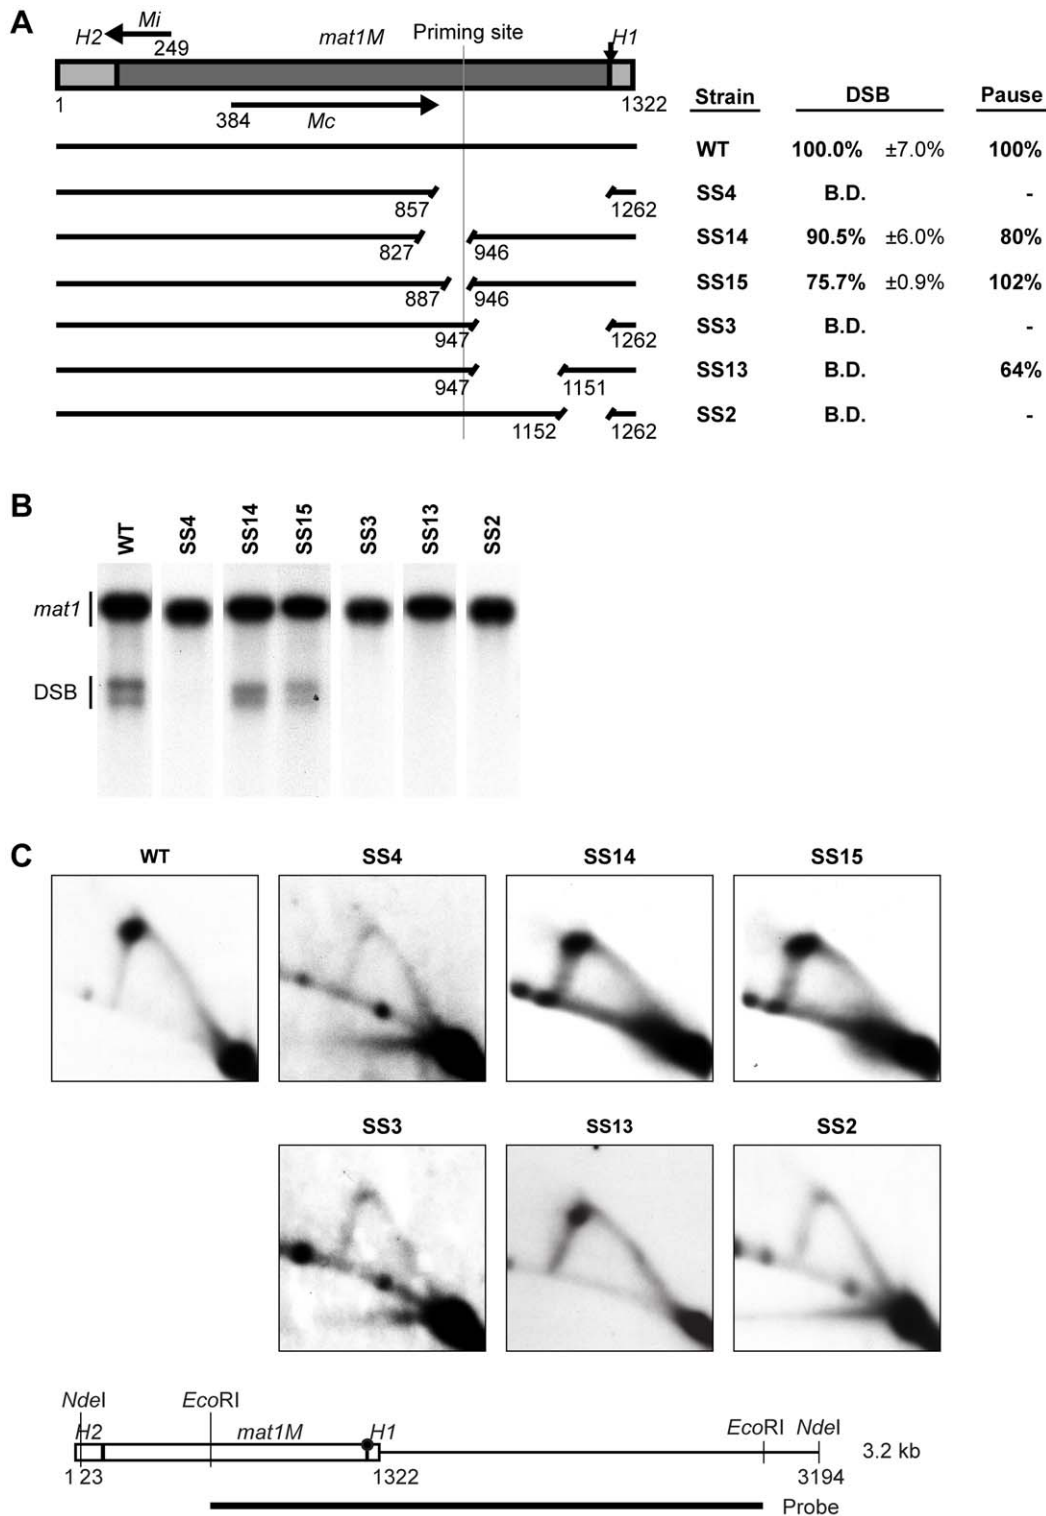 A
H2
Mi
249
mat1M
Priming site
H1
1
384
Mc
1322
Strain DSB Pause
WT 100.0% ±7.0% 100%
857 1262 SS4 B.D. -
827 946 SS14 90.5% ±6.0% 80%
887 946 SS15 75.7% ±0.9% 102%
947 1262 SS3 B.D. -
947 1151 SS13 B.D. 64%
1152 1262 SS2 B.D. -
B
WT SS4 SS14 SS15 SS3 SS13 SS2
mat1
DSB
C
WT SS4 SS14 SS15
SS3 SS13 SS2
NdeI EcoRI EcoRI NdeI
H2 mat1M H1 3.2 kb
1 23 1322 3194
Probe